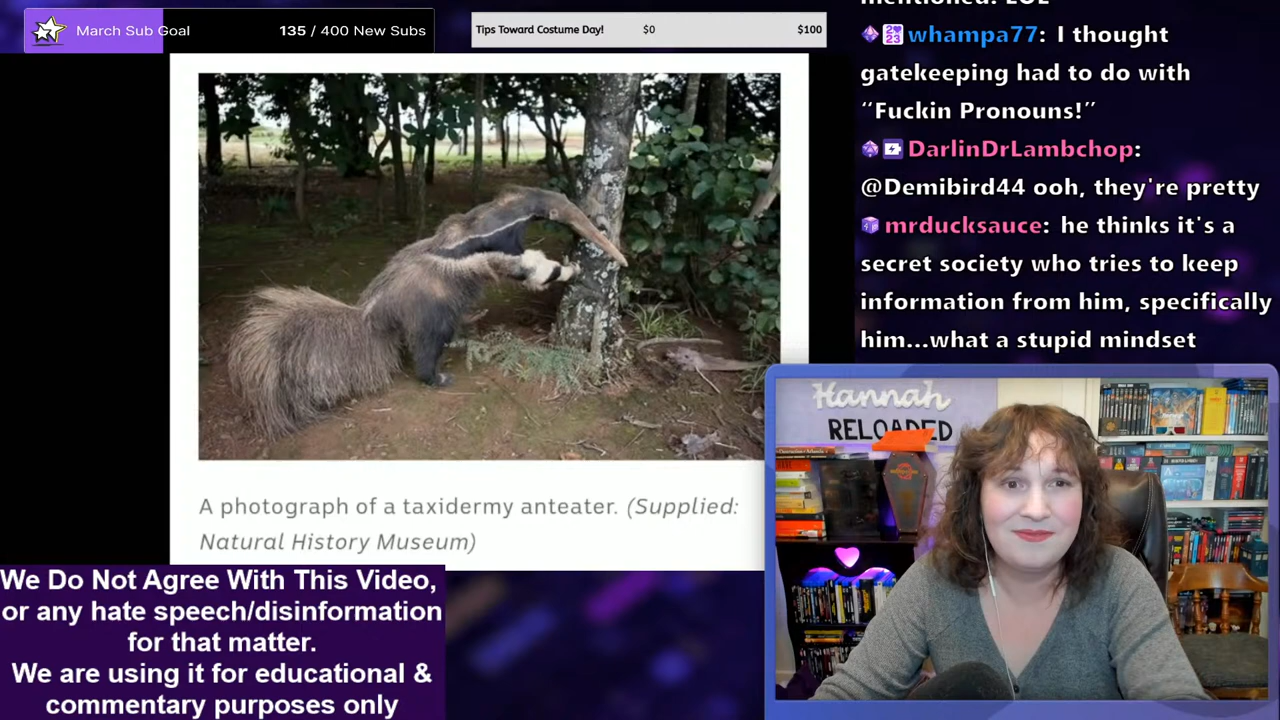 March Sub Goal
135 / 400 New Subs
Tips Toward Costume Day!
$0
$100
mentioned: LOL
whampa77: I thought
gatekeeping had to do with
“Fuckin Pronouns!”
DarlinDrLambchop:
@Demibird44 ooh, they're pretty
mrducksauce: he thinks it's a
secret society who tries to keep
information from him, specifically
him...what a stupid mindset
A photograph of a taxidermy anteater. (Supplied:
Natural History Museum)
Hannah
RELOADED
We Do Not Agree With This Video,
or any hate speech/disinformation
for that matter.
We are using it for educational &
commentary purposes only